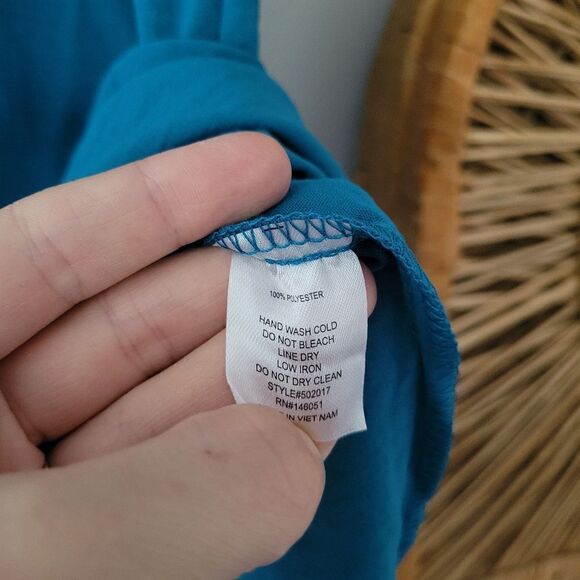 100% POLYESTER
HAND WASH COLD
DO NOT BLEACH
LINE DRY
LOW IRON
DO NOT DRY CLEAN
STYLE#502017
RN#146051
IN VIET NAM